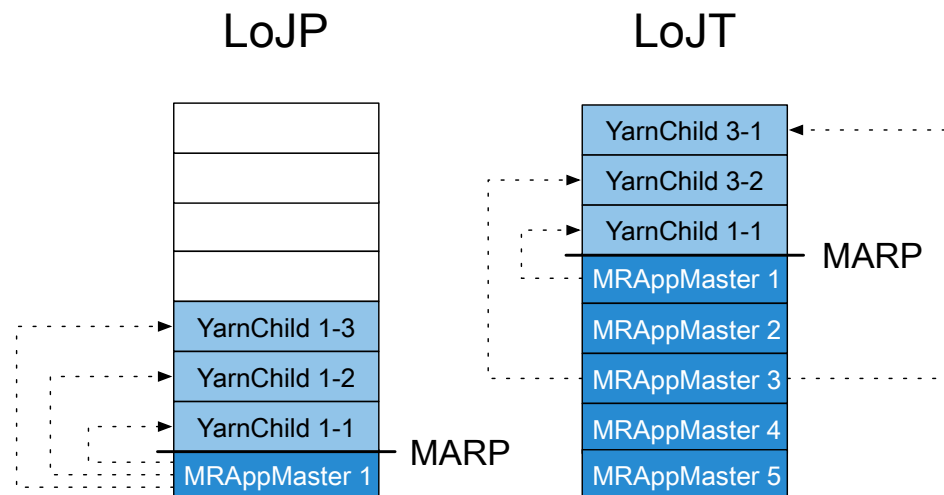 LoJP
YarnChild 1-3
YarnChild 1-2
YarnChild 1-1
MARP
MRAppMaster 1
LoJT
YarnChild 3-1
YarnChild 3-2
YarnChild 1-1
MARP
MRAppMaster 1
MRAppMaster 2
MRAppMaster 3
MRAppMaster 4
MRAppMaster 5